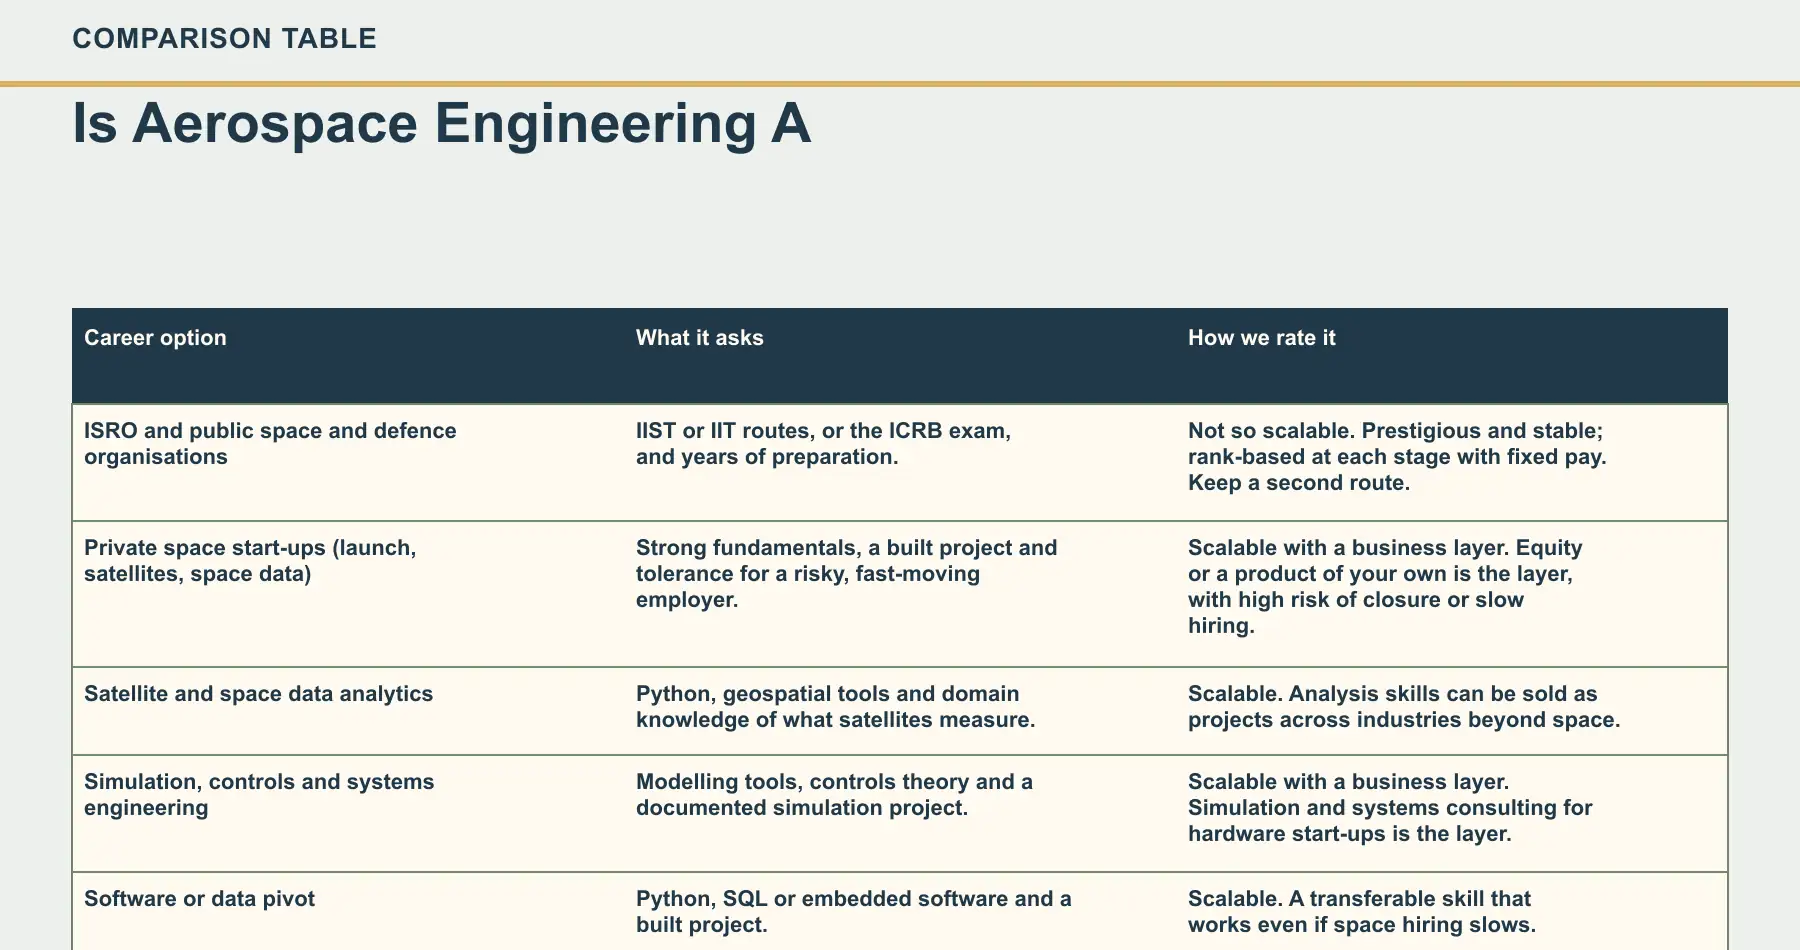 COMPARISON TABLE
Is Aerospace Engineering A
Career option
What it asks
How we rate it
ISRO and public space and defence
organisations
IIST or IIT routes, or the ICRB exam,
and years of preparation.
Not so scalable. Prestigious and stable;
rank-based at each stage with fixed pay.
Keep a second route.
Private space start-ups (launch,
satellites, space data)
Strong fundamentals, a built project and
tolerance for a risky, fast-moving
employer.
Scalable with a business layer. Equity
or a product of your own is the layer,
with high risk of closure or slow
hiring.
Satellite and space data analytics
Python, geospatial tools and domain
knowledge of what satellites measure.
Scalable. Analysis skills can be sold as
projects across industries beyond space.
Simulation, controls and systems
engineering
Modelling tools, controls theory and a
documented simulation project.
Scalable with a business layer.
Simulation and systems consulting for
hardware start-ups is the layer.
Software or data pivot
Python, SQL or embedded software and a
built project.
Scalable. A transferable skill that
works even if space hiring slows.